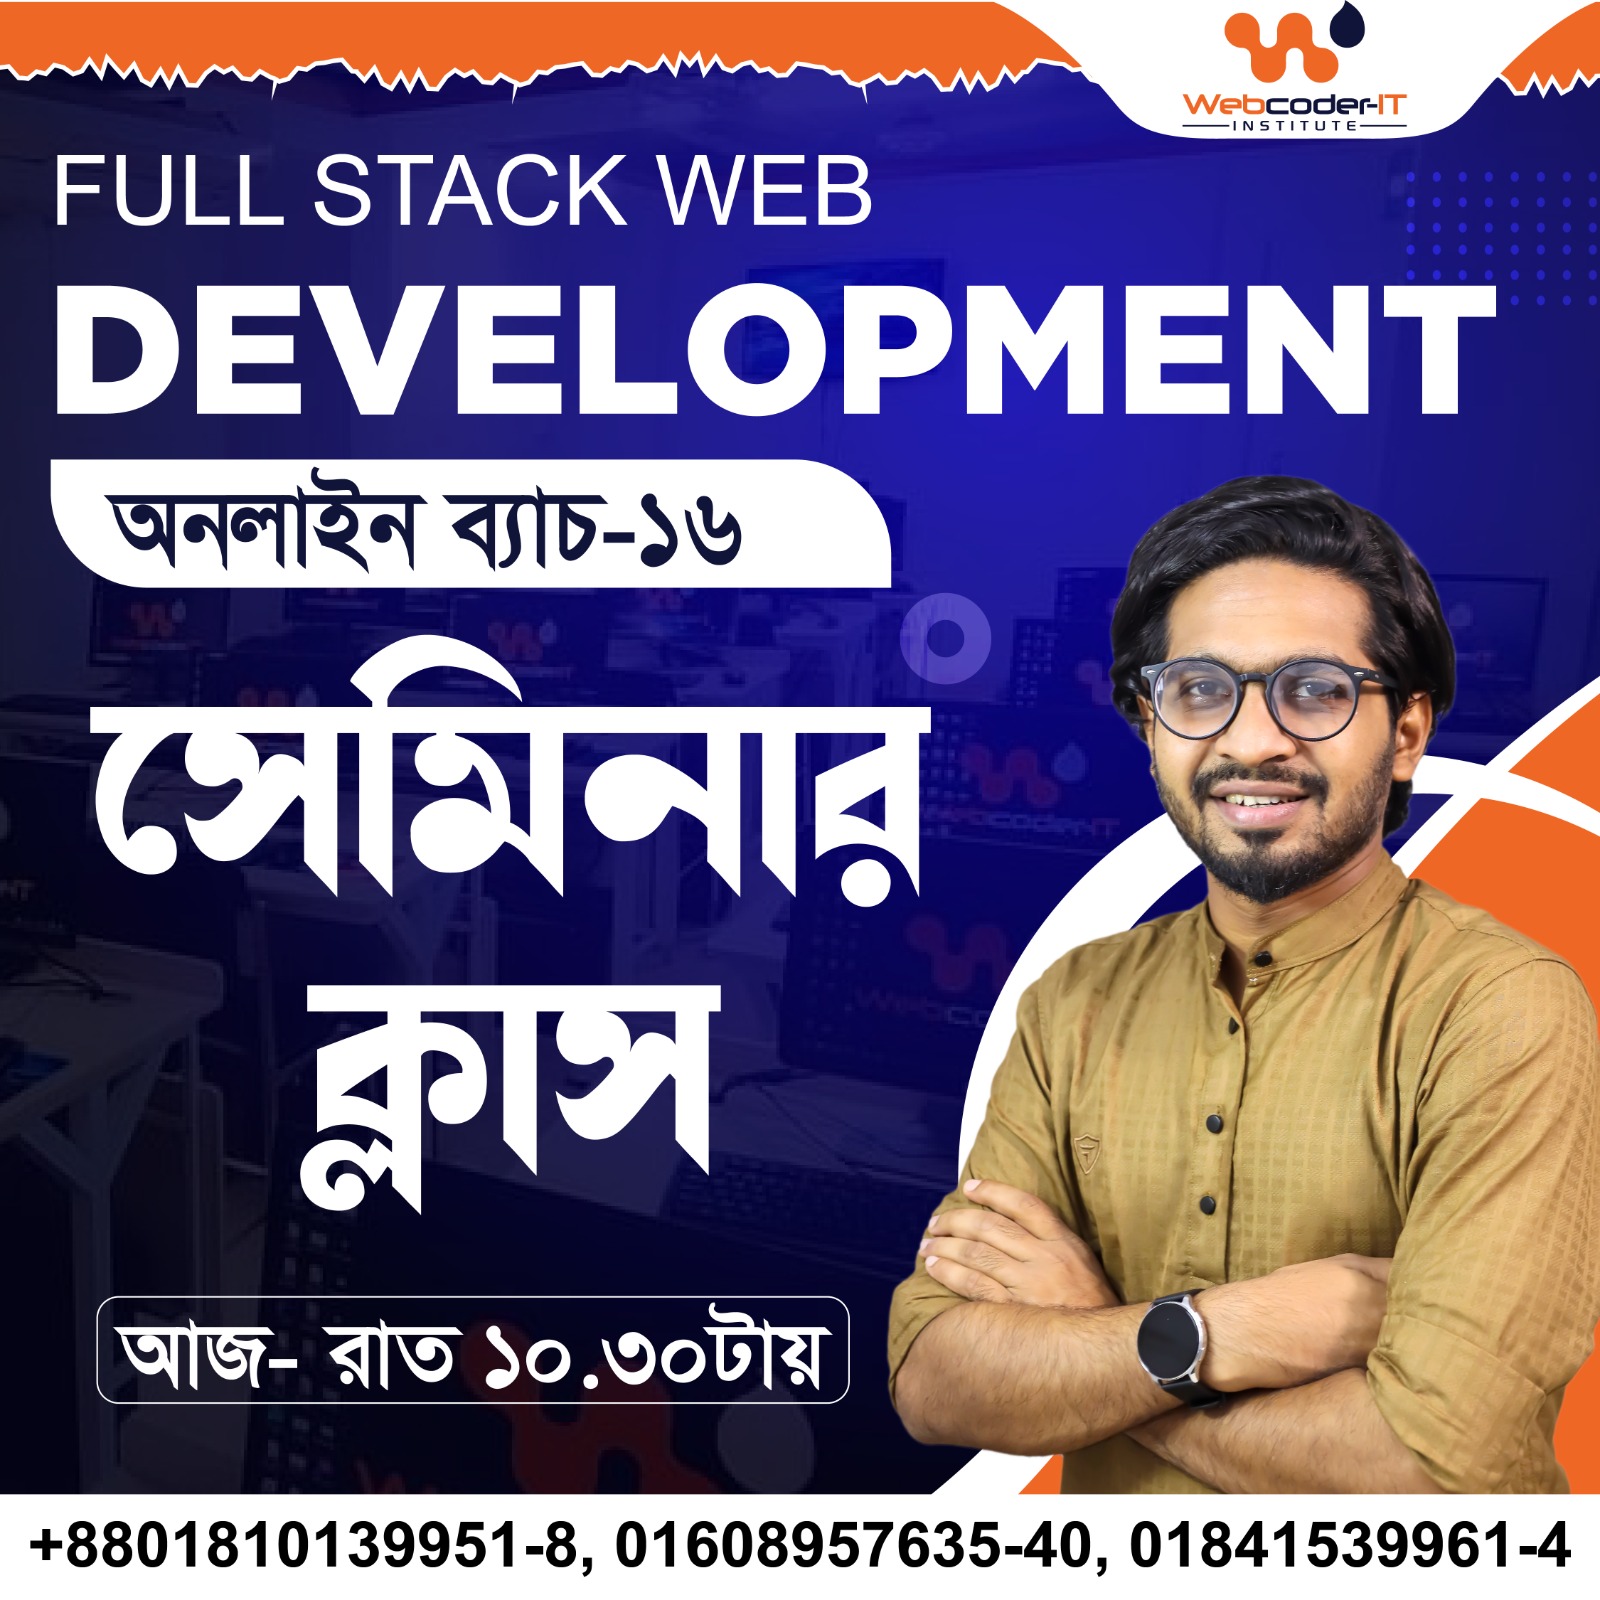 Webcoder-IT
INSTITUTE
FULL STACK WEB
DEVELOPMENT
অনলাইন ব্যাচ-১৬
সেমিনার
ক্লাস
আজ- রাত ১০.৩০টায়
+8801810139951-8, 01608957635-40, 01841539961-4